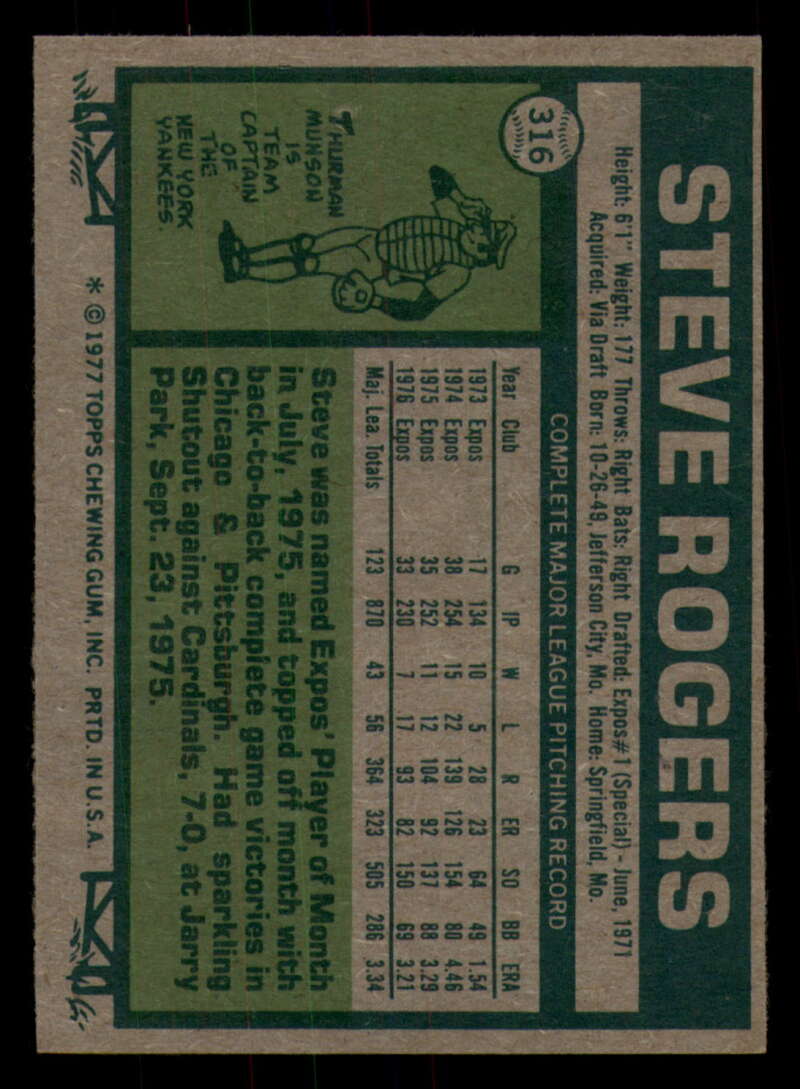 316
STEVE ROGERS
Height: 6'1" Weight: 177 Throws: Right Bats: Right Drafted: Expos#1 (Special) - June, 1971
Acquired: Via Draft Born: 10-26-49, Jefferson City, Mo. Home: Springfield, Mo.
COMPLETE MAJOR LEAGUE PITCHING RECORD
Year Club G IP W L R ER SO BB ERA
1973 Expos 17 134 10 5 28 23 64 49 1.54
1974 Expos 38 254 15 22 139 126 154 80 4.46
1975 Expos 35 252 11 12 104 92 137 88 3.29
1976 Expos 33 230 7 17 93 82 150 69 3.21
Maj. Lea. Totals 123 870 43 56 364 323 505 286 3.34
THURMAN
MUNSON
IS
TEAM
CAPTAIN
OF
THE
NEW YORK
YANKEES.
Steve was named Expos' Player of Month
in July, 1975, and topped off month with
back-to-back complete game victories in
Chicago & Pittsburgh. Had sparkling
Shutout against Cardinals, 7-0, at Jarry
Park, Sept. 23, 1975.
* © 1977 TOPPS CHEWING GUM, INC. PRTD. IN U.S.A.